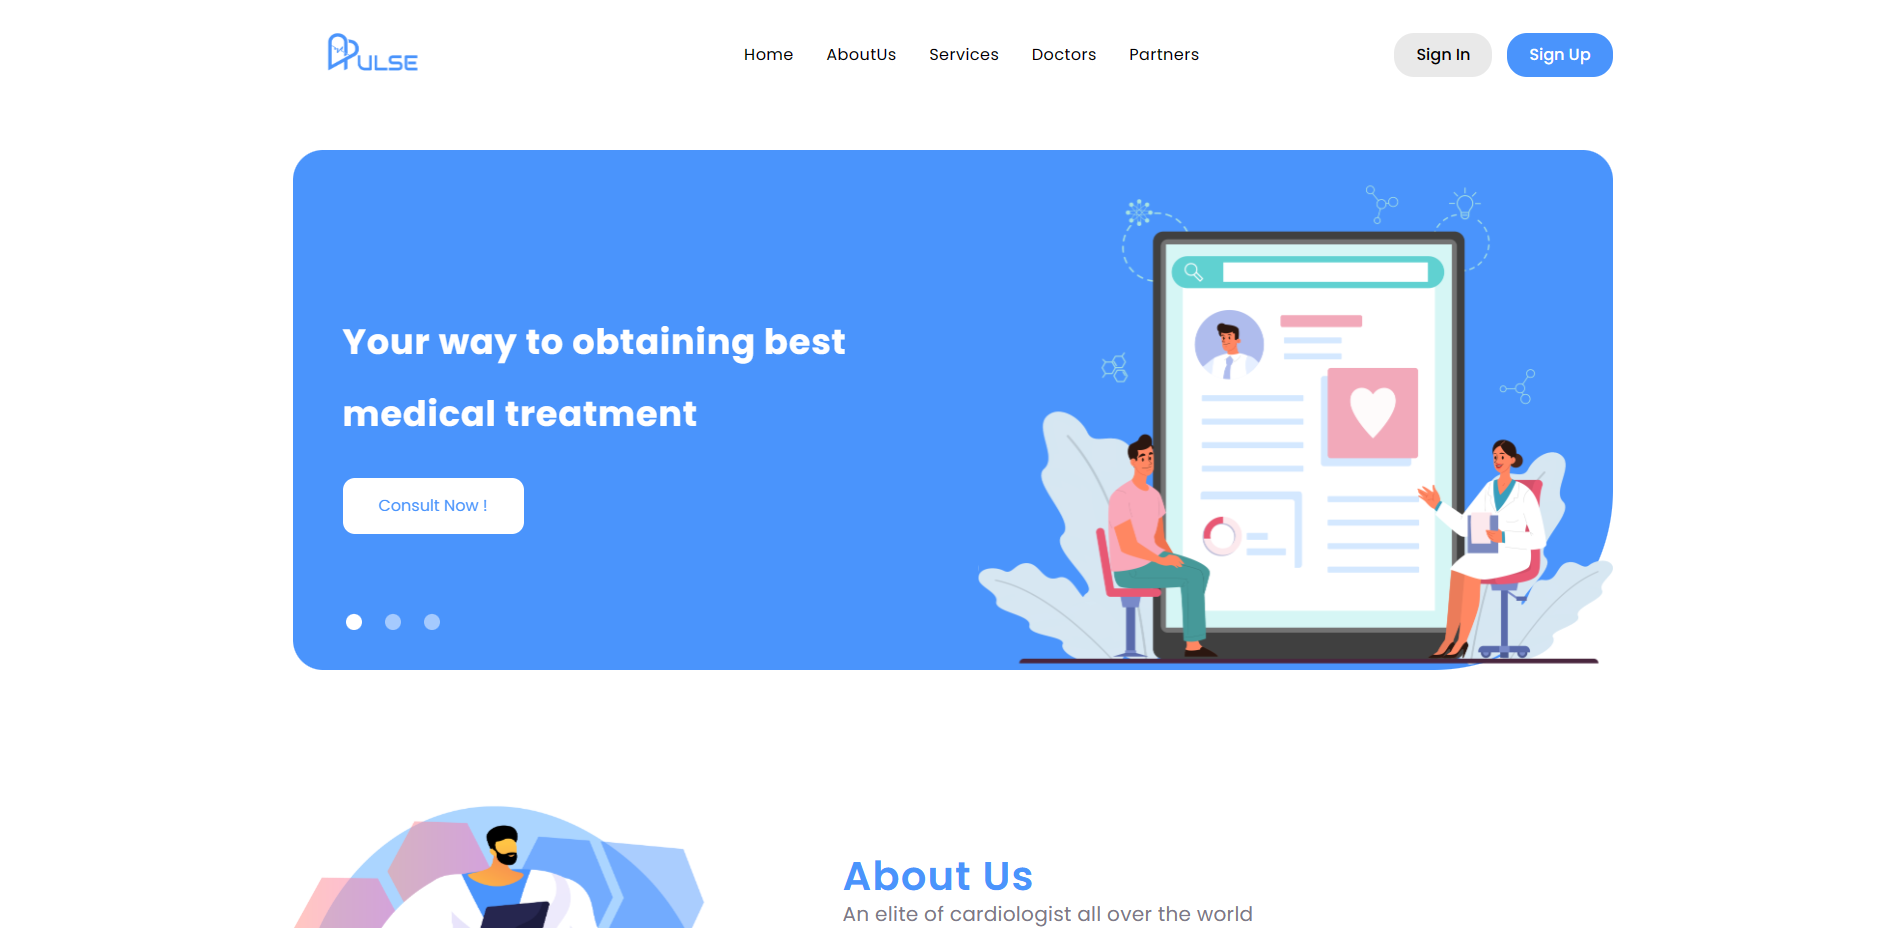 PULSE
Home AboutUs Services Doctors Partners
Sign In Sign Up
Your way to obtaining best
medical treatment
Consult Now !
About Us
An elite of cardiologist all over the world